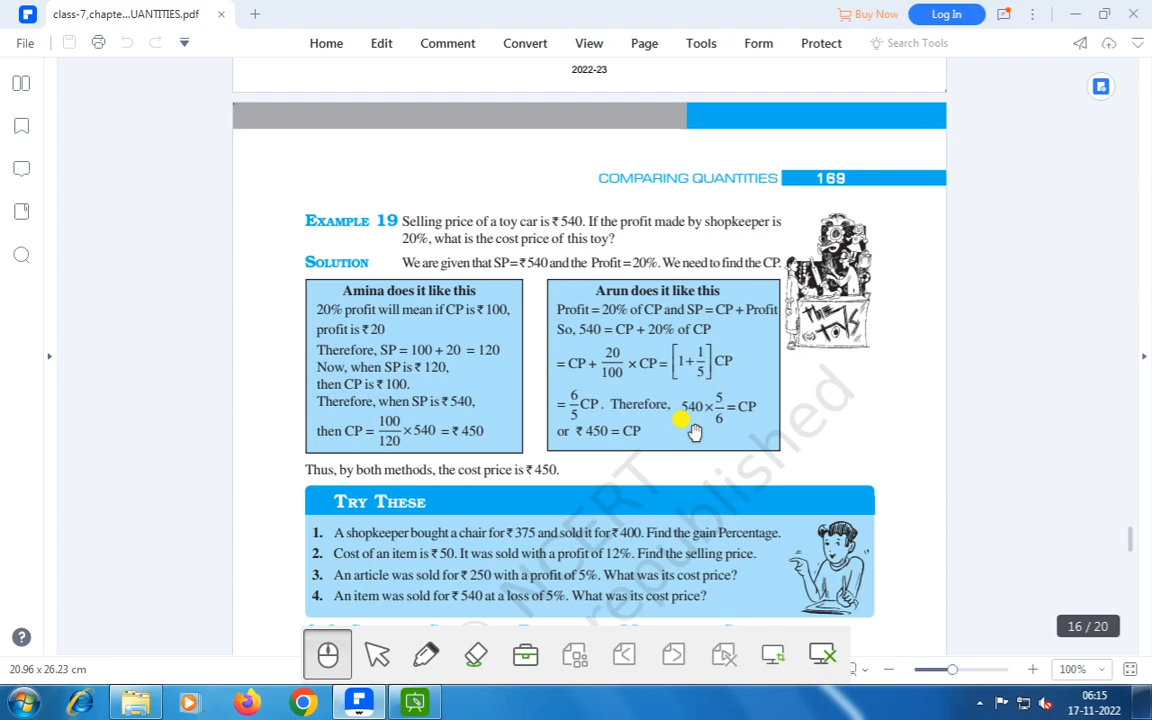 class-7,chapte...UANTITIES.pdf
Buy Now
Log In
File
Home
Edit
Comment
Convert
View
Page
Tools
Form
Protect
Search Tools
2022-23
COMPARING QUANTITIES 169
EXAMPLE 19 Selling price of a toy car is ₹ 540. If the profit made by shopkeeper is
20%, what is the cost price of this toy?
SOLUTION We are given that SP = ₹ 540 and the Profit = 20%. We need to find the CP.
Amina does it like this
20% profit will mean if CP is ₹ 100,
profit is ₹ 20
Therefore, SP = 100 + 20 = 120
Now, when SP is ₹ 120,
then CP is ₹ 100.
Therefore, when SP is ₹ 540,
then CP = 100/120 × 540 = ₹ 450
Arun does it like this
Profit = 20% of CP and SP = CP + Profit
So, 540 = CP + 20% of CP
= CP + 20/100 × CP = [1 + 1/5] CP
= 6/5 CP. Therefore, 540 × 5/6 = CP
or ₹ 450 = CP
The Toys
Thus, by both methods, the cost price is ₹ 450.
TRY THESE
1. A shopkeeper bought a chair for ₹ 375 and sold it for ₹ 400. Find the gain Percentage.
2. Cost of an item is ₹ 50. It was sold with a profit of 12%. Find the selling price.
3. An article was sold for ₹ 250 with a profit of 5%. What was its cost price?
4. An item was sold for ₹ 540 at a loss of 5%. What was its cost price?
© NCERT
republished
16 / 20
20.96 x 26.23 cm
100%
06:15
17-11-2022